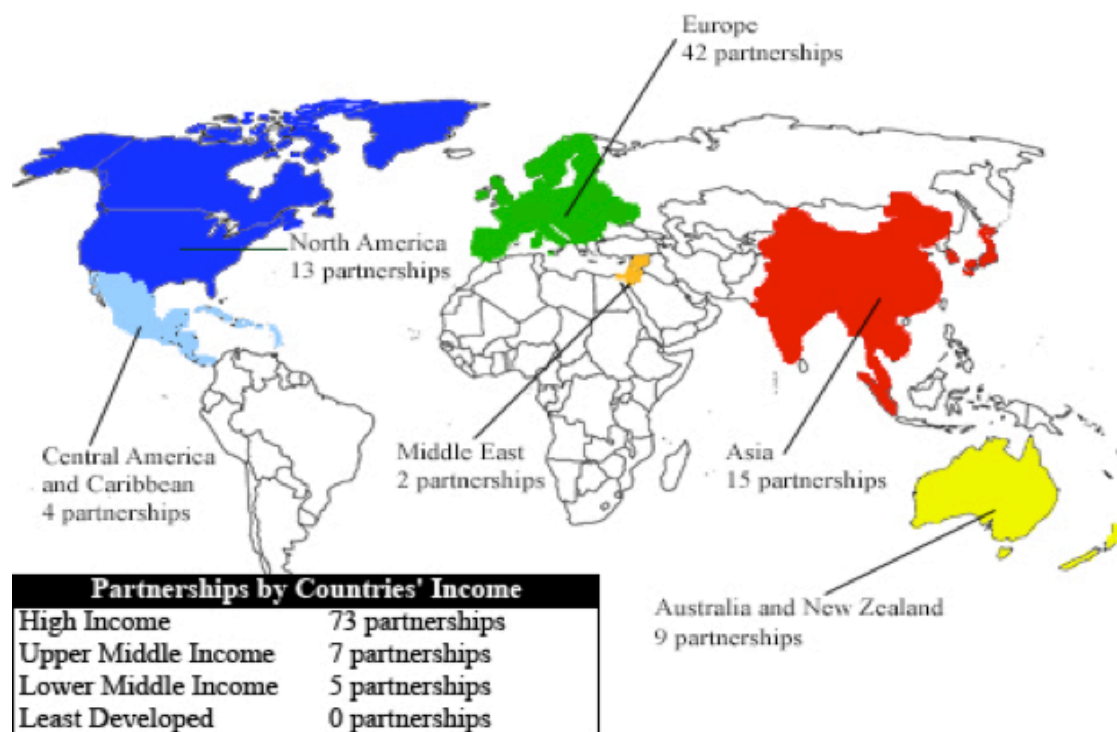 Europe
42 partnerships
North America
13 partnerships
Central America
and Caribbean
4 partnerships
Middle East
2 partnerships
Asia
15 partnerships
Australia and New Zealand
9 partnerships
Partnerships by Countries' Income
High Income 73 partnerships
Upper Middle Income 7 partnerships
Lower Middle Income 5 partnerships
Least Developed 0 partnerships